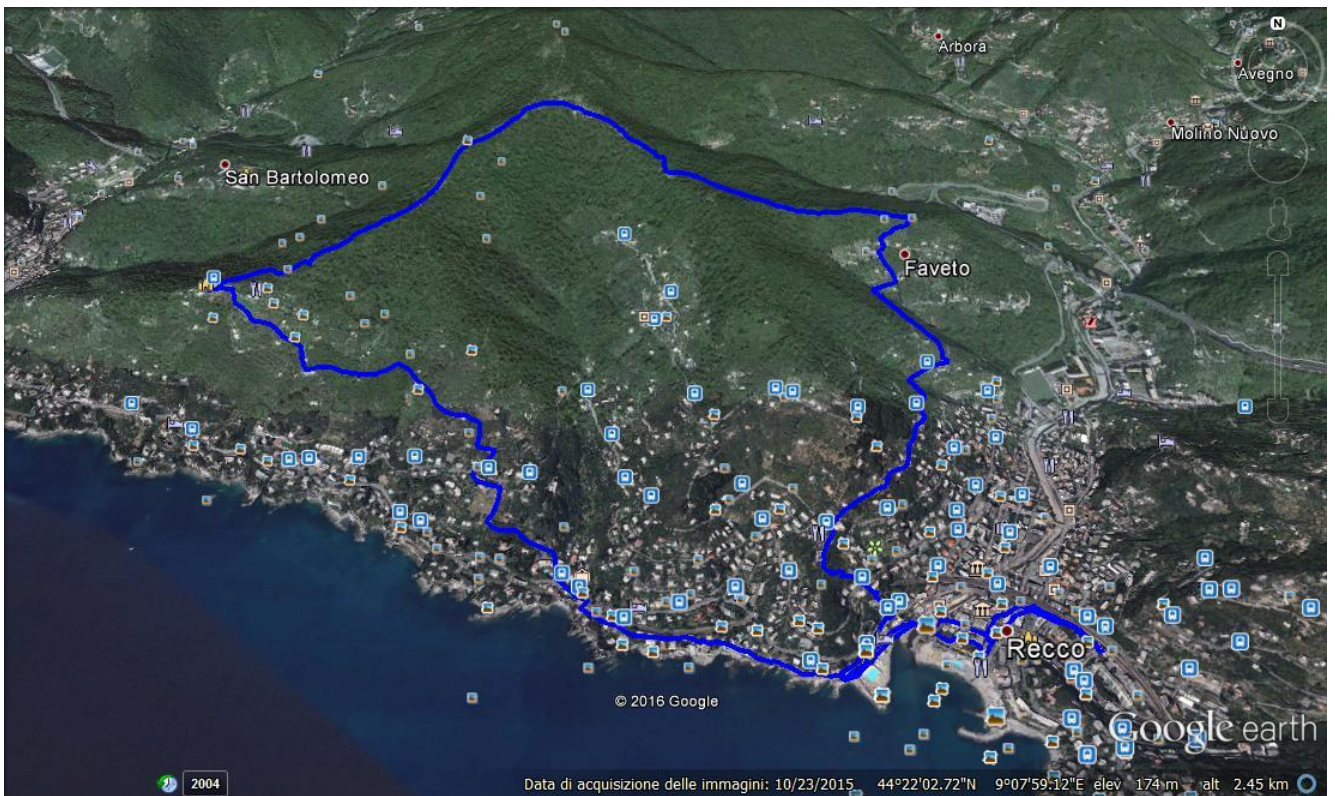 N
Arbora
Avegno
Molino Nuovo
San Bartolomeo
Faveto
Recco
© 2016 Google
Google earth
2004
Data di acquisizione delle immagini: 10/23/2015 44°22'02.72"N 9°07'59.12"E elev 174 m alt 2.45 km